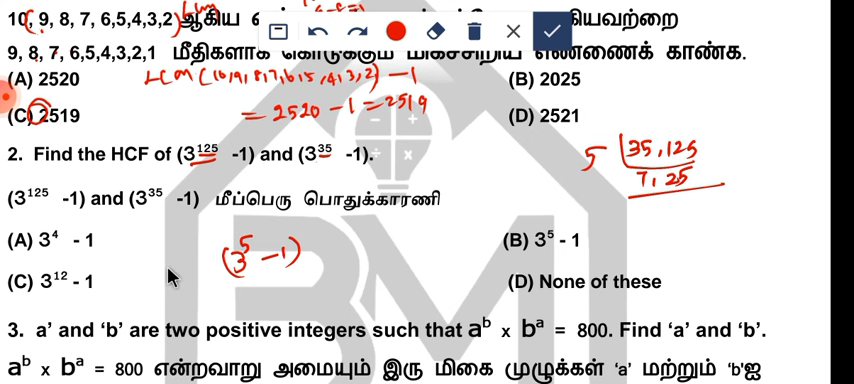 10, 9, 8, 7, 6,5,4,3,2) ஆகிய யவற்றை
9, 8, 7, 6,5,4,3,2,1 மீதிகளாக கொடுக்கும் மிகச்சிறிய எண்ணைக் காண்க.
(A) 2520 (B) 2025
LCM (10,9,8,7,6,5,4,3,2) - 1
(C) 2519 (D) 2521
= 2520 - 1 = 2519
2. Find the HCF of (3¹²⁵ -1) and (3³⁵ -1).
5 | 35, 125
7, 25
(3¹²⁵ -1) and (3³⁵ -1) மீப்பெரு பொதுக்காரணி
(A) 3⁴ - 1 (B) 3⁵ - 1
(3⁵ - 1)
(C) 3¹² - 1 (D) None of these
3. a’ and ‘b’ are two positive integers such that aᵇ x bᵃ = 800. Find ‘a’ and ‘b’.
aᵇ x bᵃ = 800 என்றவாறு அமையும் இரு மிகை முழுக்கள் 'a' மற்றும் 'b'ஐ